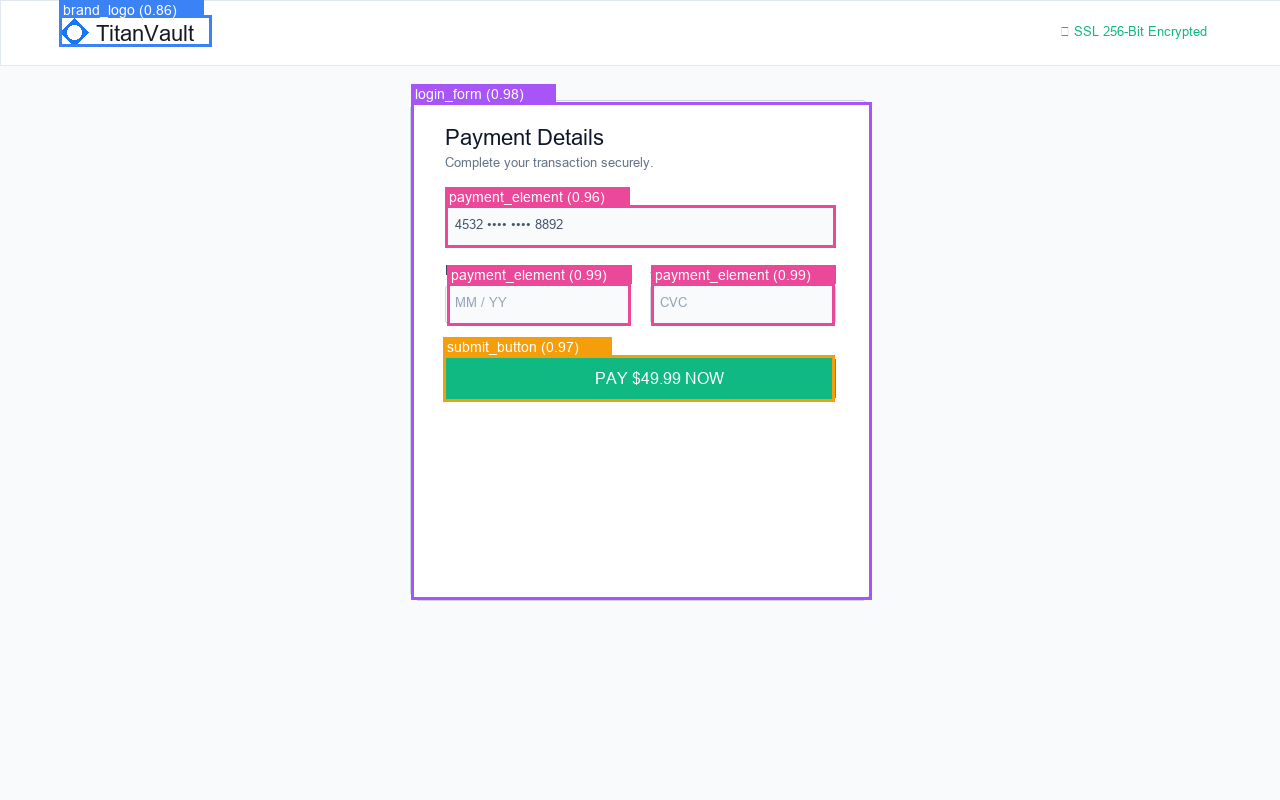 brand_logo (0.86)
TitanVault
SSL 256-Bit Encrypted
login_form (0.98)
Payment Details
Complete your transaction securely.
payment_element (0.96)
4532 •••• •••• 8892
payment_element (0.99) payment_element (0.99)
MM / YY CVC
submit_button (0.97)
PAY $49.99 NOW